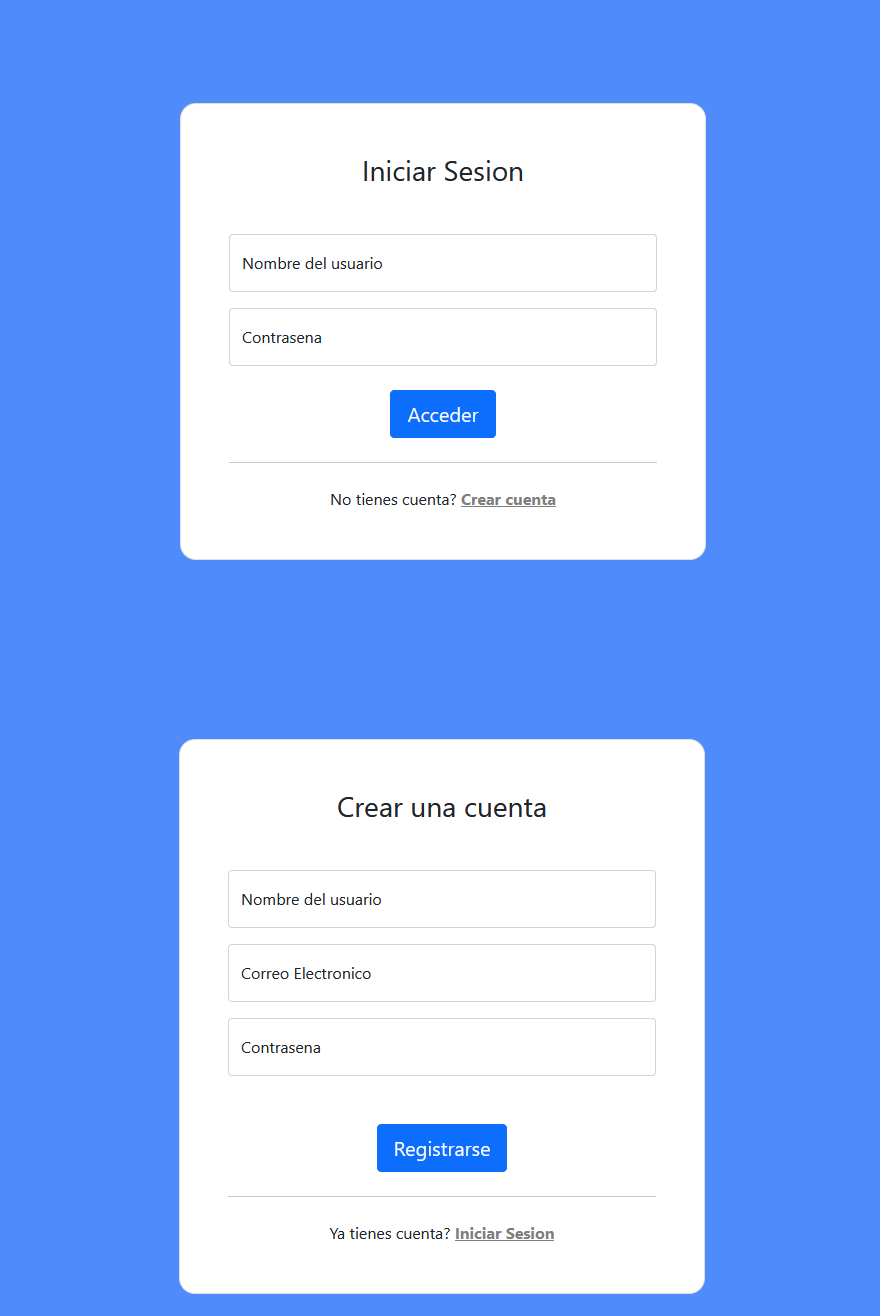 Iniciar Sesion
Nombre del usuario
Contrasena
Acceder
No tienes cuenta? Crear cuenta
Crear una cuenta
Nombre del usuario
Correo Electronico
Contrasena
Registrarse
Ya tienes cuenta? Iniciar Sesion